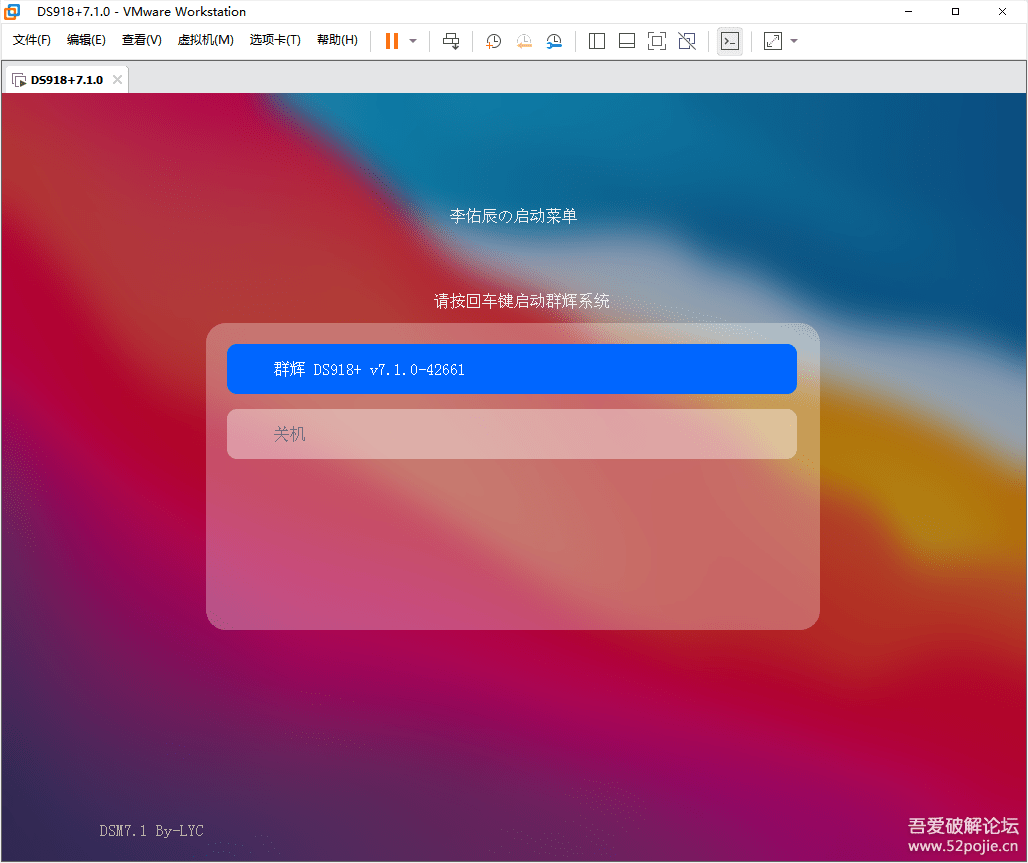 DS918+7.1.0 - VMware Workstation
文件(F) 编辑(E) 查看(V) 虚拟机(M) 选项卡(T) 帮助(H)
DS918+7.1.0
李佑辰の启动菜单
请按回车键启动群辉系统
群辉 DS918+ v7.1.0-42661
关机
DSM7.1 By-LYC
吾爱破解论坛
www.52pojie.cn